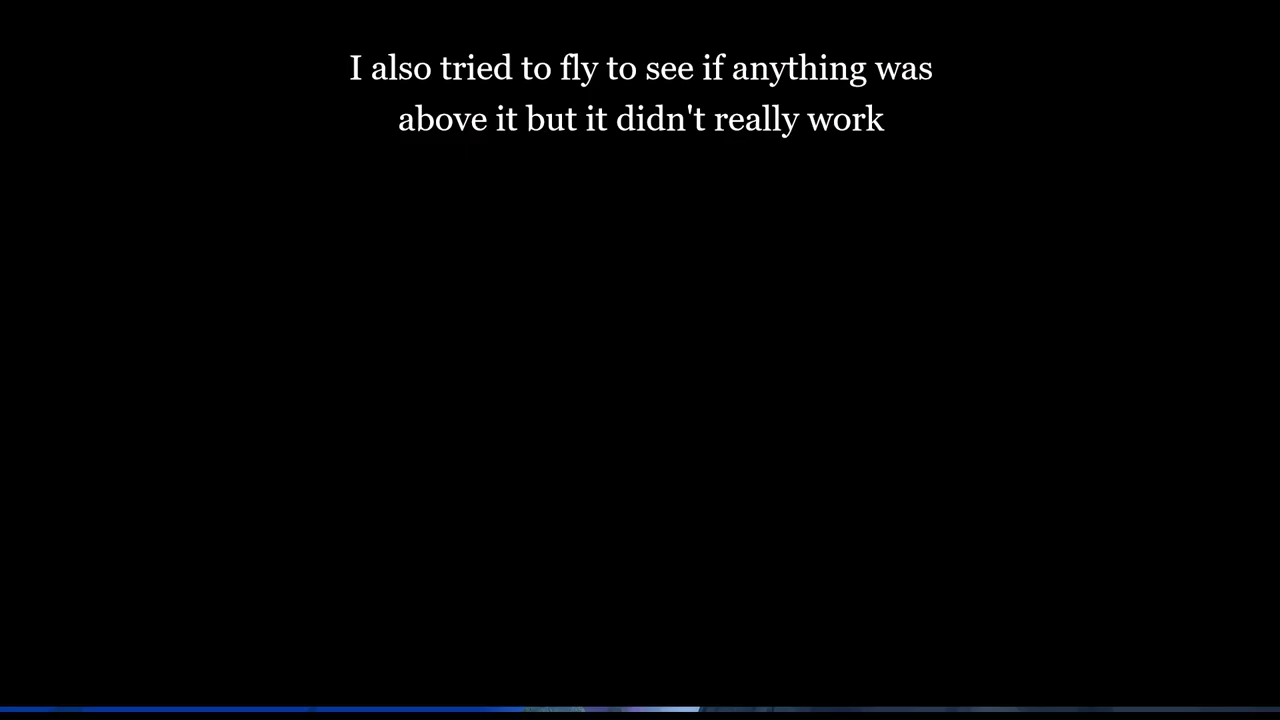 I also tried to fly to see if anything was
above it but it didn't really work